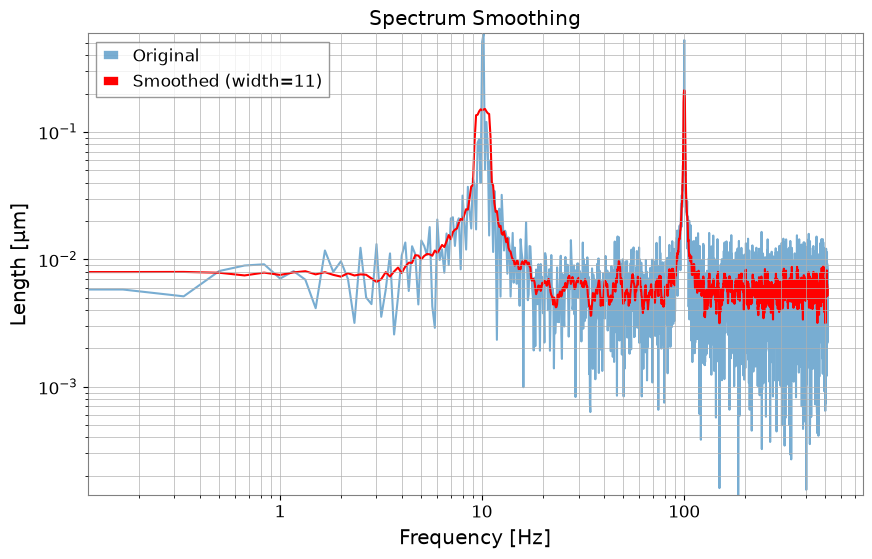 Spectrum Smoothing
Original
Smoothed (width=11)
10⁻¹
10⁻²
10⁻³
Length [µm]
1 10 100
Frequency [Hz]